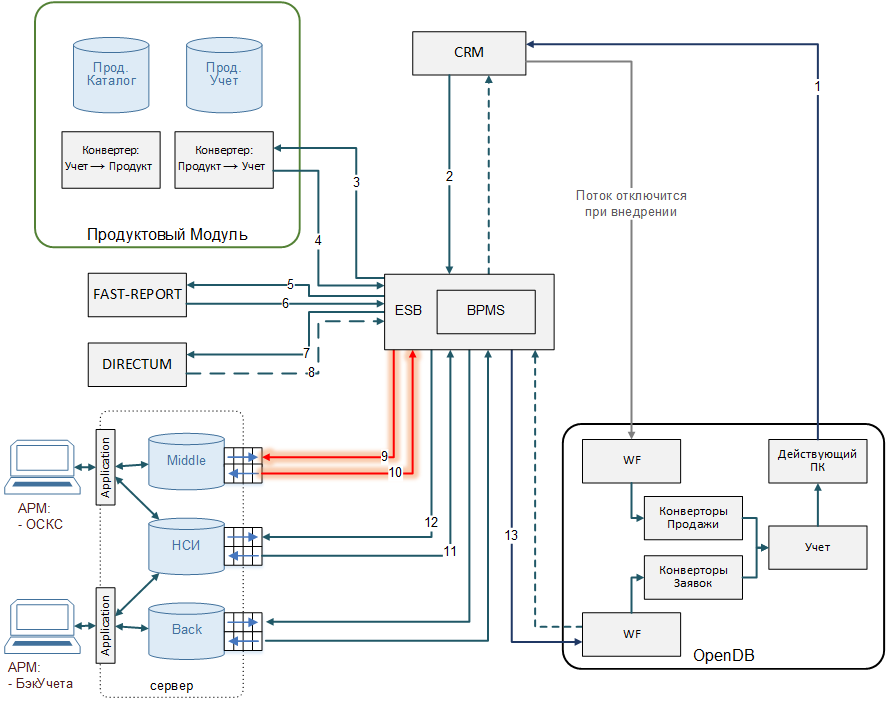 Прод.
Каталог
Прод.
Учет
Конвертер:
Учет → Продукт
Конвертер:
Продукт → Учет
Продуктовый Модуль
CRM
1
2
3
4
Поток отключится
при внедрении
FAST-REPORT
5
6
ESB
BPMS
DIRECTUM
7
8
Application
Middle
9
10
АРМ:
- ОСКС
НСИ
12
11
13
Application
Back
АРМ:
- БэкУчета
сервер
WF
Действующий
ПК
Конверторы
Продажи
Учет
Конверторы
Заявок
WF
OpenDB